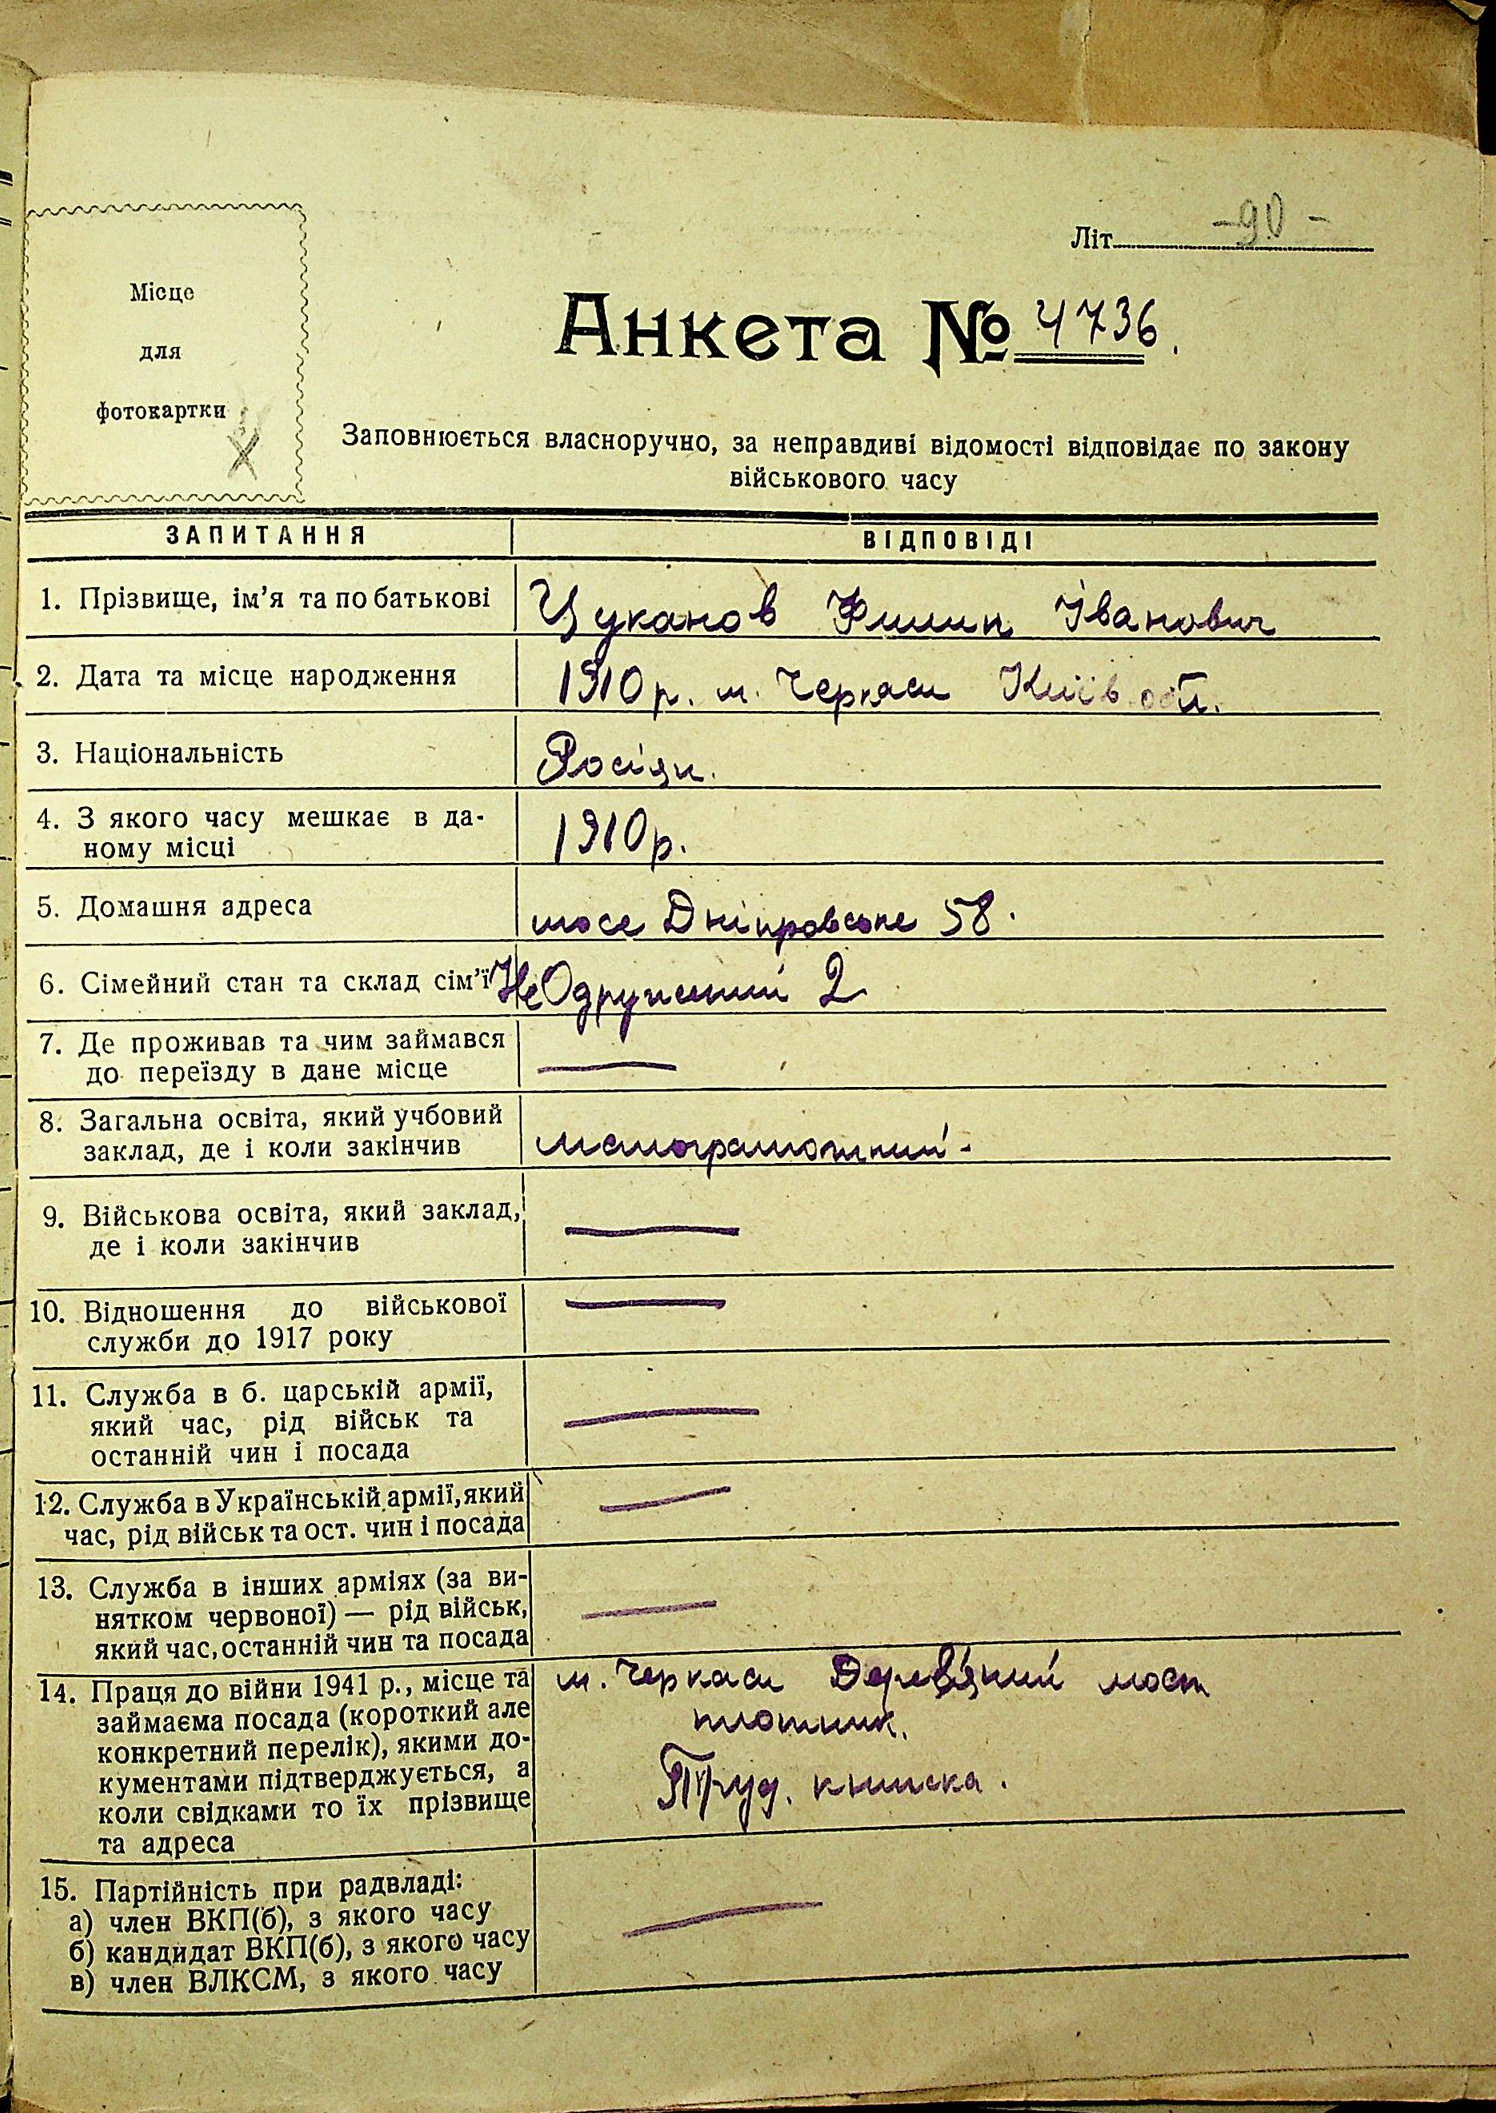 Літ -90-
Місце
для
фотокартки
Анкета № 4736.
Заповнюється власноручно, за неправдиві відомості відповідає по закону
військового часу
ЗАПИТАННЯ ВІДПОВІДІ
1. Прізвище, ім'я та по батькові Цуканов Филип Іванович
2. Дата та місце народження 1910 р. м. Черкаси Київ. обл.
3. Національність Росіян.
4. З якого часу мешкає в да-
ному місці 1910 р.
5. Домашня адреса шосе Дніпровське 58.
6. Сімейний стан та склад сім'ї Не Одружений 2
7. Де проживав та чим займався
до переїзду в дане місце —
8. Загальна освіта, який учбовий
заклад, де і коли закінчив малограмотний -
9. Військова освіта, який заклад,
де і коли закінчив —
10. Відношення до військової
служби до 1917 року —
11. Служба в б. царській армії,
який час, рід військ та
останній чин і посада —
12. Служба в Українській армії, який
час, рід військ та ост. чин і посада —
13. Служба в інших арміях (за ви-
нятком червоної) — рід військ,
який час, останній чин та посада —
14. Праця до війни 1941 р., місце та м. Черкаси Дерев'яний мост
займаєма посада (короткий але плотник.
конкретний перелік), якими до-
кументами підтверджується, а Труд. книжка.
коли свідками то їх прізвище
та адреса
15. Партійність при радвладі:
а) член ВКП(б), з якого часу —
б) кандидат ВКП(б), з якого часу
в) член ВЛКСМ, з якого часу